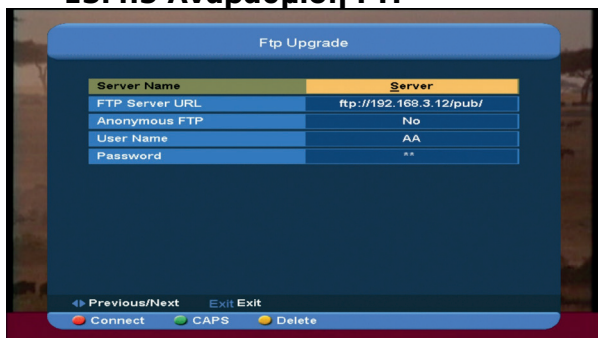 Ftp Upgrade
Server Name Server
FTP Server URL ftp://192.168.3.12/pub/
Anonymous FTP No
User Name AA
Password **
Previous/Next Exit Exit
Connect CAPS Delete